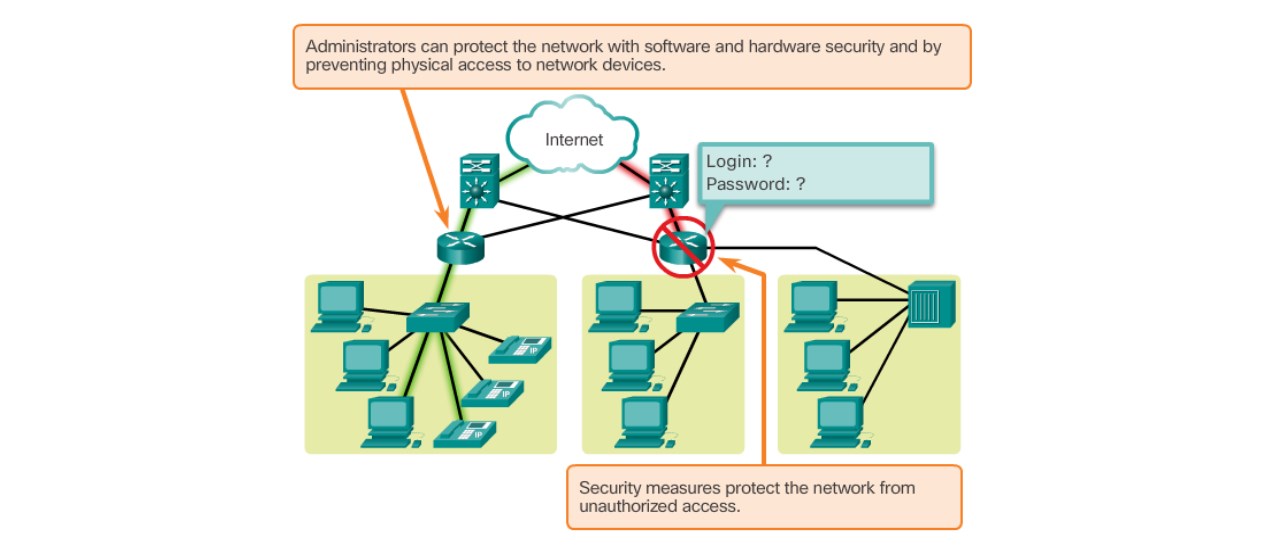 Administrators can protect the network with software and hardware security and by
preventing physical access to network devices.
Internet
Login: ?
Password: ?
IP
IP
IP
Security measures protect the network from
unauthorized access.